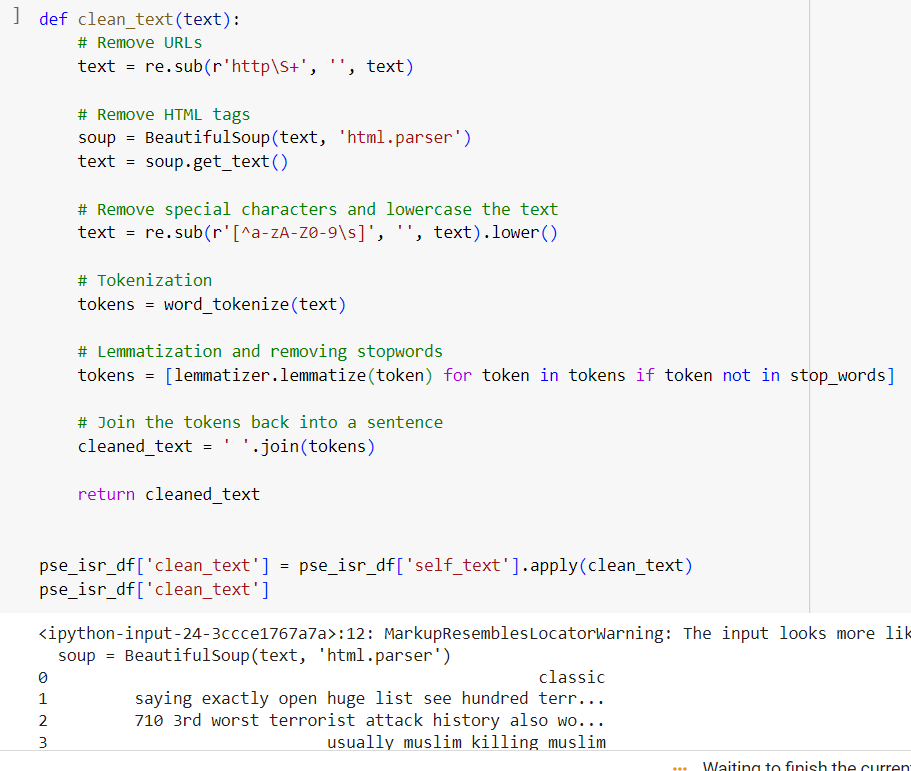 ]
def clean_text(text):
# Remove URLs
text = re.sub(r'http\S+', '', text)
# Remove HTML tags
soup = BeautifulSoup(text, 'html.parser')
text = soup.get_text()
# Remove special characters and lowercase the text
text = re.sub(r'[^a-zA-Z0-9\s]', '', text).lower()
# Tokenization
tokens = word_tokenize(text)
# Lemmatization and removing stopwords
tokens = [lemmatizer.lemmatize(token) for token in tokens if token not in stop_words]
# Join the tokens back into a sentence
cleaned_text = ' '.join(tokens)
return cleaned_text
pse_isr_df['clean_text'] = pse_isr_df['self_text'].apply(clean_text)
pse_isr_df['clean_text']
<ipython-input-24-3ccce1767a7a>:12: MarkupResemblesLocatorWarning: The input looks more lik
soup = BeautifulSoup(text, 'html.parser')
0 classic
1 saying exactly open huge list see hundred terr...
2 710 3rd worst terrorist attack history also wo...
3 usually muslim killing muslim
Waiting to finish the curren